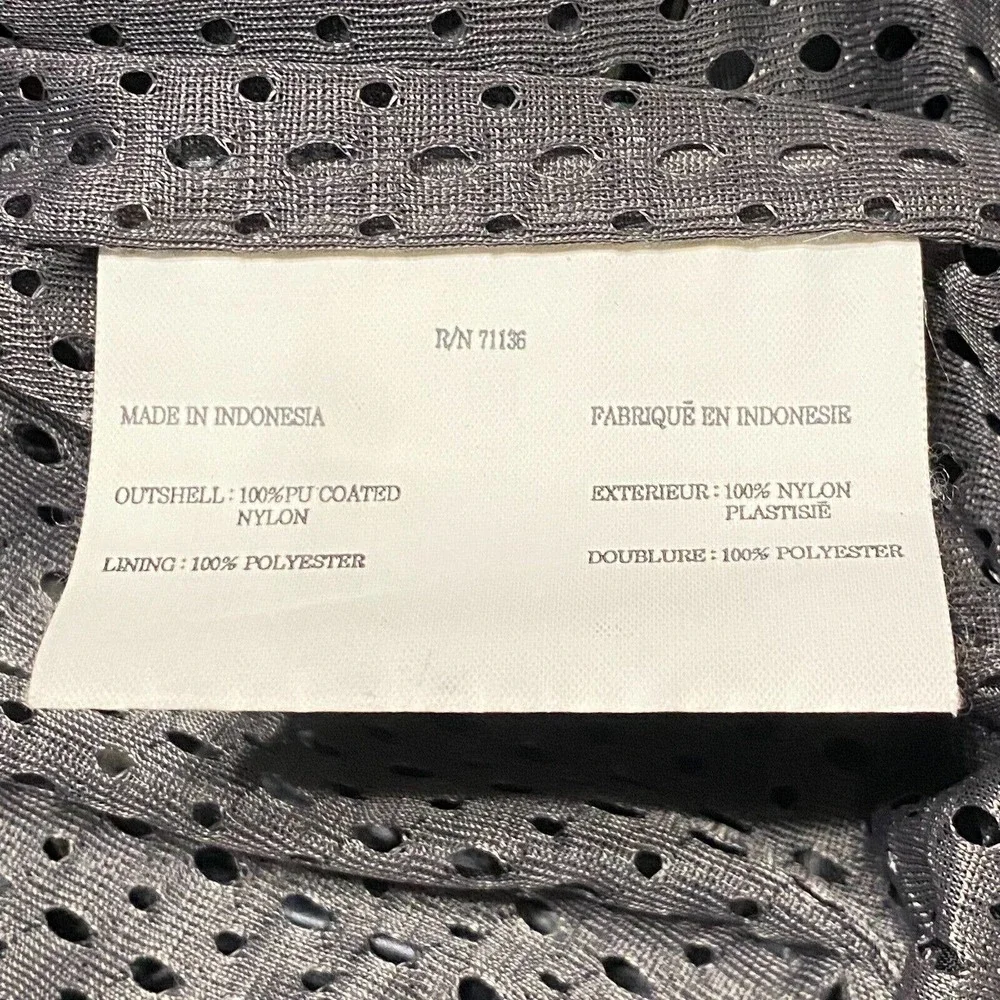 R/N 71136
MADE IN INDONESIA
OUTSHELL : 100%PU COATED
NYLON
LINING : 100% POLYESTER
FABRIQUĒ EN INDONESIE
EXTERIEUR : 100% NYLON
PLASTISIĒ
DOUBLURE : 100% POLYESTER